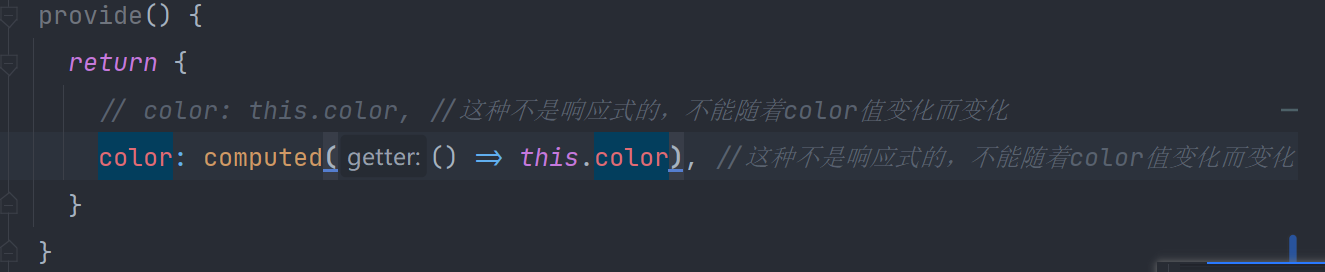 provide() {
return {
// color: this.color, //这种不是响应式的，不能随着color值变化而变化
color: computed( getter: () => this.color), //这种不是响应式的，不能随着color值变化而变化
}
}